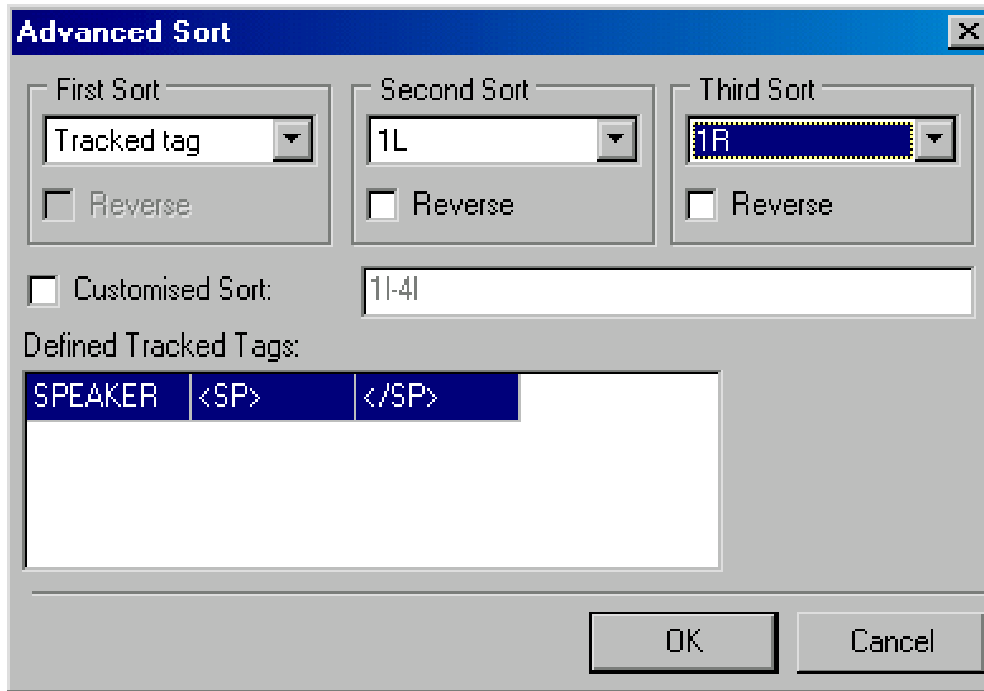 Advanced Sort
First Sort Second Sort Third Sort
Tracked tag 1L 1R
Reverse Reverse Reverse
Customised Sort: 1l-4l
Defined Tracked Tags:
SPEAKER <SP> </SP>
OK Cancel